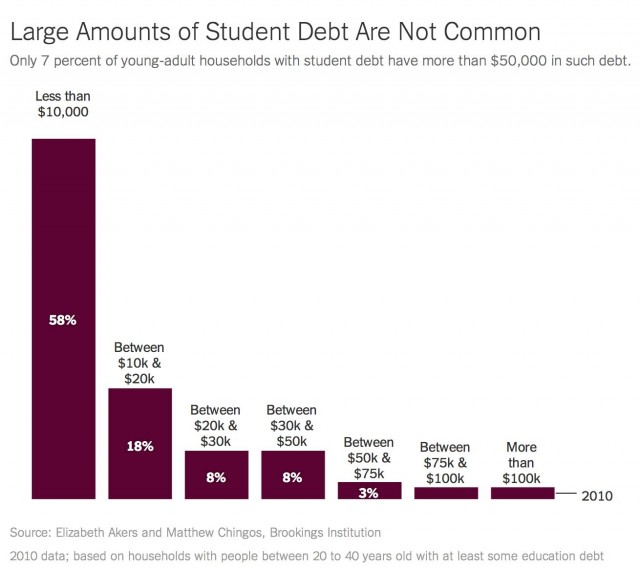 Large Amounts of Student Debt Are Not Common
Only 7 percent of young-adult households with student debt have more than $50,000 in such debt.
Less than
$10,000
58%
Between
$10k &
$20k
18%
Between
$20k &
$30k
8%
Between
$30k &
$50k
8%
Between
$50k &
$75k
3%
Between
$75k &
$100k
More
than
$100k
2010
Source: Elizabeth Akers and Matthew Chingos, Brookings Institution
2010 data; based on households with people between 20 to 40 years old with at least some education debt